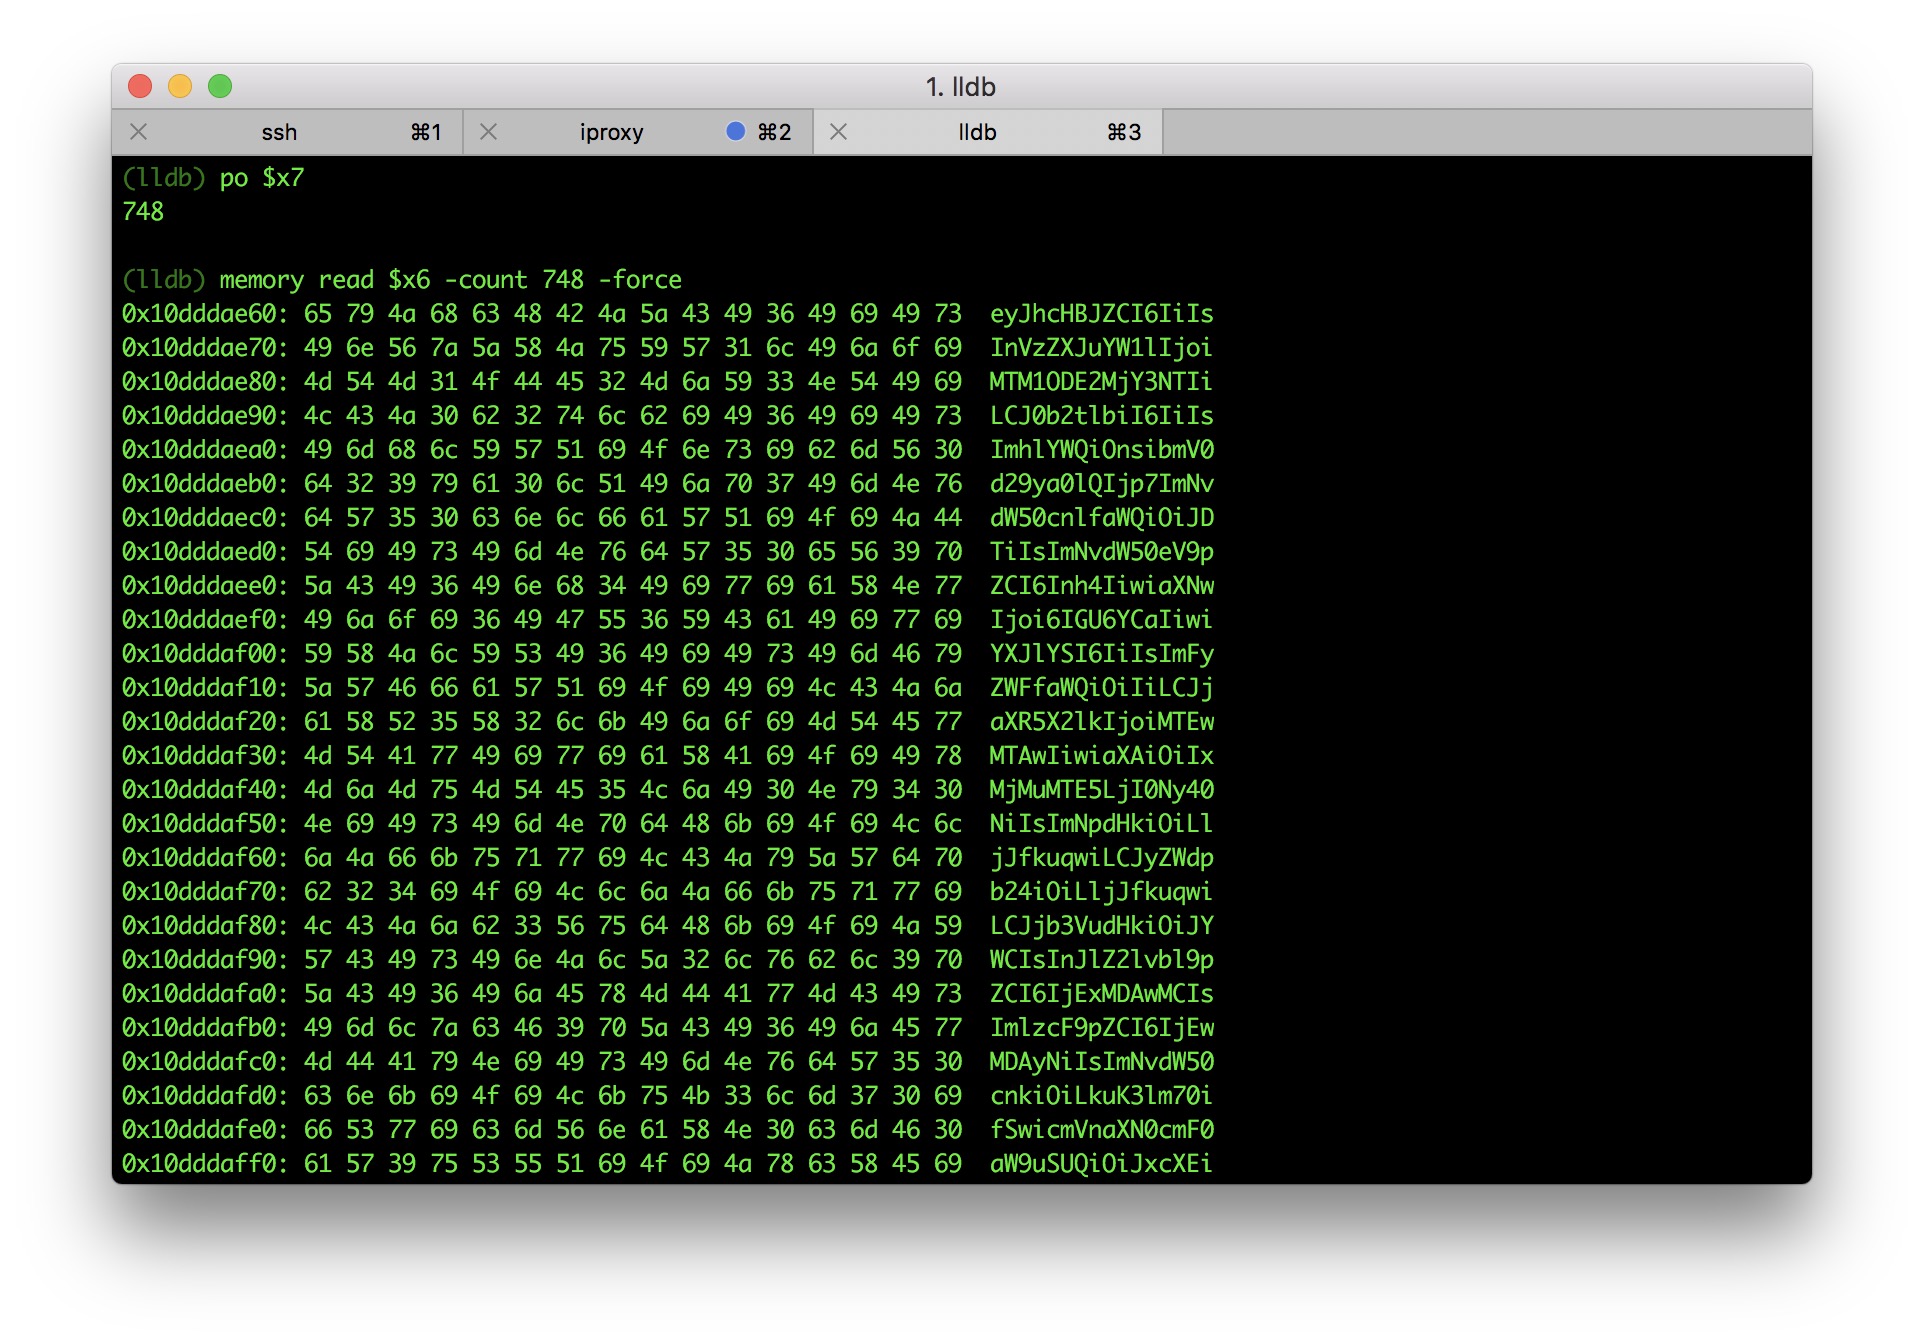 1. lldb
ssh ⌘1 iproxy ⌘2 lldb ⌘3
(lldb) po $x7
748
(lldb) memory read $x6 -count 748 -force
0x10dddae60: 65 79 4a 68 63 48 42 4a 5a 43 49 36 49 69 49 73  eyJhcHBJZCI6IiIs
0x10dddae70: 49 6e 56 7a 5a 58 4a 75 59 57 31 6c 49 6a 6f 69  InVzZXJuYW1lIjoi
0x10dddae80: 4d 54 4d 31 4f 44 45 32 4d 6a 59 33 4e 54 49 69  MTM1ODE2MjY3NTIi
0x10dddae90: 4c 43 4a 30 62 32 74 6c 62 69 49 36 49 69 49 73  LCJ0b2tlbiI6IiIs
0x10dddaea0: 49 6d 68 6c 59 57 51 69 4f 6e 73 69 62 6d 56 30  ImhlYWQiOnsibmV0
0x10dddaeb0: 64 32 39 79 61 30 6c 51 49 6a 70 37 49 6d 4e 76  d29ya0lQIjp7ImNv
0x10dddaec0: 64 57 35 30 63 6e 6c 66 61 57 51 69 4f 69 4a 44  dW50cnlfaWQiOiJD
0x10dddaed0: 54 69 49 73 49 6d 4e 76 64 57 35 30 65 56 39 70  TiIsImNvdW50eV9p
0x10dddaee0: 5a 43 49 36 49 6e 68 34 49 69 77 69 61 58 4e 77  ZCI6Inh4IiwiaXNw
0x10dddaef0: 49 6a 6f 69 36 49 47 55 36 59 43 61 49 69 77 69  Ijoi6IGU6YCaIiwi
0x10dddaf00: 59 58 4a 6c 59 53 49 36 49 69 49 73 49 6d 46 79  YXJlYSI6IiIsImFy
0x10dddaf10: 5a 57 46 66 61 57 51 69 4f 69 49 69 4c 43 4a 6a  ZWFfaWQiOiIiLCJj
0x10dddaf20: 61 58 52 35 58 32 6c 6b 49 6a 6f 69 4d 54 45 77  aXR5X2lkIjoiMTEw
0x10dddaf30: 4d 54 41 77 49 69 77 69 61 58 41 69 4f 69 49 78  MTAwIiwiaXAiOiIx
0x10dddaf40: 4d 6a 4d 75 4d 54 45 35 4c 6a 49 30 4e 79 34 30  MjMuMTE5LjI0Ny40
0x10dddaf50: 4e 69 49 73 49 6d 4e 70 64 48 6b 69 4f 69 4c 6c  NiIsImNpdHkiOiLl
0x10dddaf60: 6a 4a 66 6b 75 71 77 69 4c 43 4a 79 5a 57 64 70  jJfkuqwiLCJyZWdp
0x10dddaf70: 62 32 34 69 4f 69 4c 6c 6a 4a 66 6b 75 71 77 69  b24iOiLljJfkuqwi
0x10dddaf80: 4c 43 4a 6a 62 33 56 75 64 48 6b 69 4f 69 4a 59  LCJjb3VudHkiOiJY
0x10dddaf90: 57 43 49 73 49 6e 4a 6c 5a 32 6c 76 62 6c 39 70  WCIsInJlZ2lvbl9p
0x10dddafa0: 5a 43 49 36 49 6a 45 78 4d 44 41 77 4d 43 49 73  ZCI6IjExMDAwMCIs
0x10dddafb0: 49 6d 6c 7a 63 46 39 70 5a 43 49 36 49 6a 45 77  ImlzcF9pZCI6IjEw
0x10dddafc0: 4d 44 41 79 4e 69 49 73 49 6d 4e 76 64 57 35 30  MDAyNiIsImNvdW50
0x10dddafd0: 63 6e 6b 69 4f 69 4c 6b 75 4b 33 6c 6d 37 30 69  cnkiOiLkuK3lm70i
0x10dddafe0: 66 53 77 69 63 6d 56 6e 61 58 4e 30 63 6d 46 30  fSwicmVnaXN0cmF0
0x10dddaff0: 61 57 39 75 53 55 51 69 4f 69 4a 78 63 58 45 69  aW9uSUQiOiJxcXEi